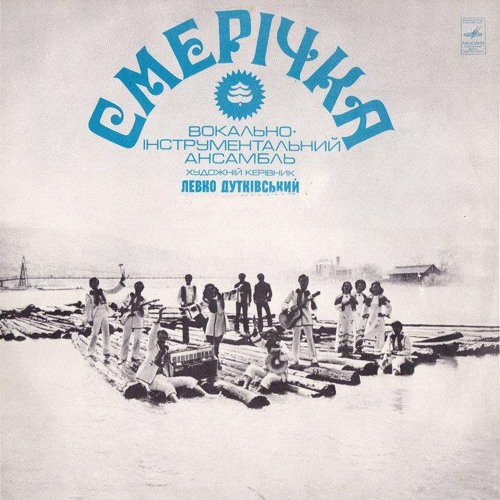 СМЕРІЧКА
ВОКАЛЬНО-
ІНСТРУМЕНТАЛЬНИЙ
АНСАМБЛЬ
ХУДОЖНІЙ КЕРІВНИК
ЛЕВКО ДУТКІВСЬКИЙ